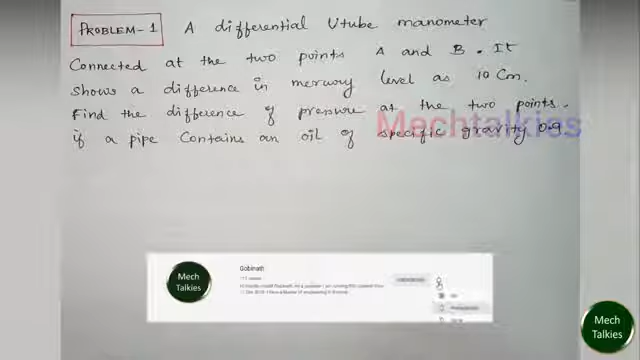 PROBLEM-1 A differential Utube manometer
Connected at the two points A and B. It
Shows a difference in mercury level as 10 Cm.
Find the difference of pressure at the two points.
if a pipe Contains an oil of specific gravity 0.9.
Mechtalkies
Gobinath
Mech
Talkies
Mech
Talkies